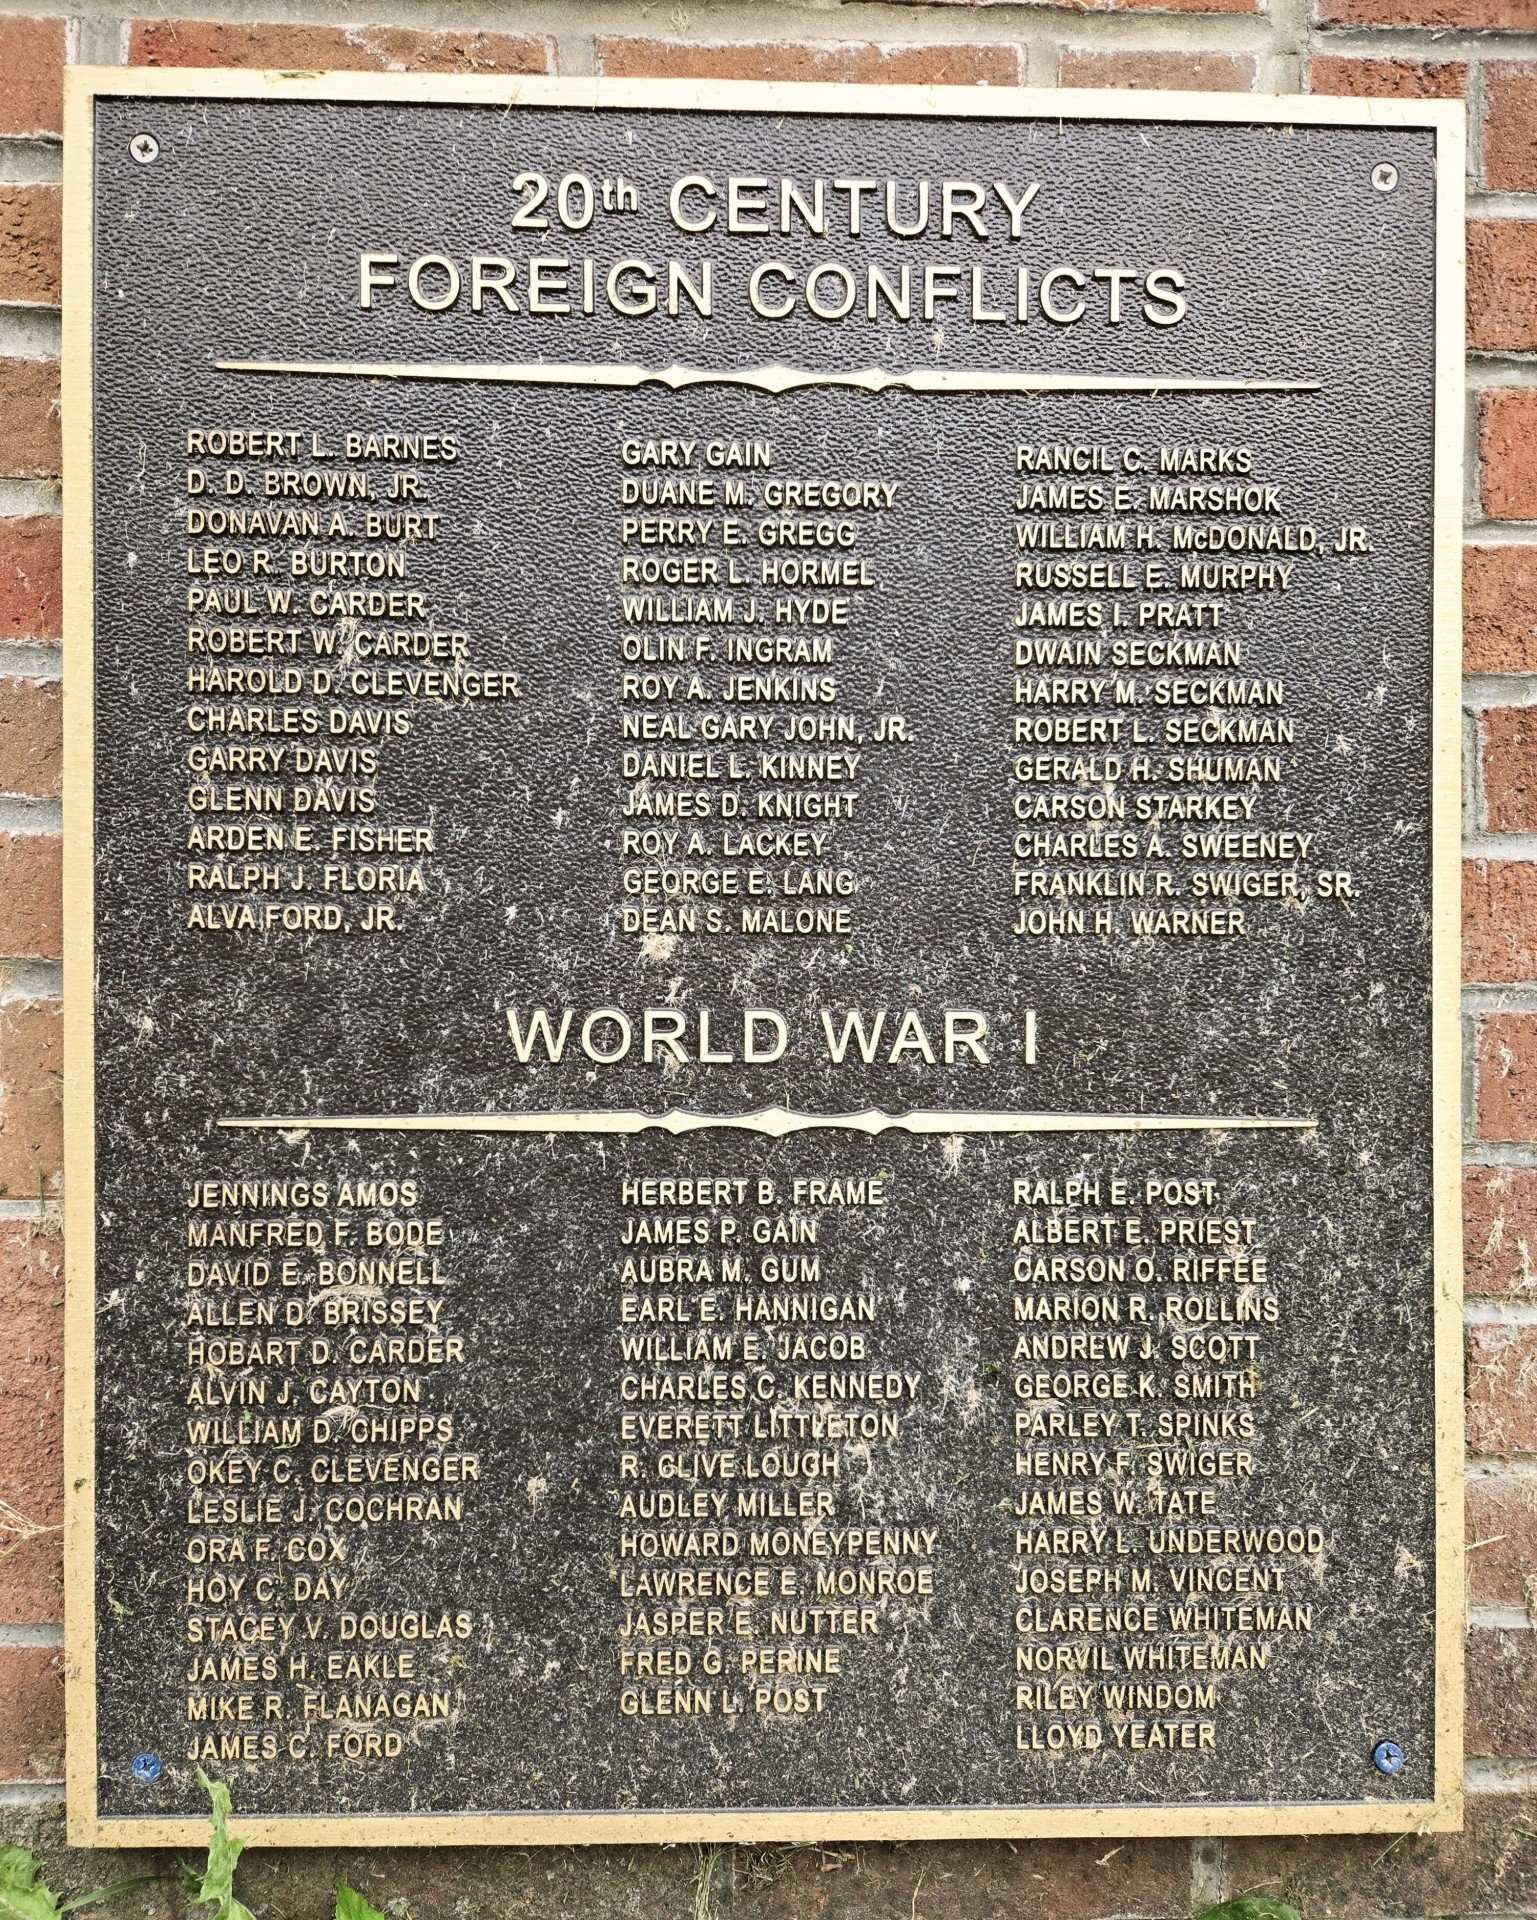 20th CENTURY
FOREIGN CONFLICTS
ROBERT L. BARNES
D. D. BROWN, JR.
DONAVAN A. BURT
LEO R. BURTON
PAUL W. CARDER
ROBERT W. CARDER
HAROLD D. CLEVENGER
CHARLES DAVIS
GARRY DAVIS
GLENN DAVIS
ARDEN E. FISHER
RALPH J. FLORIA
ALVA FORD, JR.
GARY GAIN
DUANE M. GREGORY
PERRY E. GREGG
ROGER L. HORMEL
WILLIAM J. HYDE
OLIN F. INGRAM
ROY A. JENKINS
NEAL GARY JOHN, JR.
DANIEL L. KINNEY
JAMES D. KNIGHT
ROY A. LACKEY
GEORGE E. LANG
DEAN S. MALONE
RANCIL C. MARKS
JAMES E. MARSHOK
WILLIAM H. McDONALD, JR.
RUSSELL E. MURPHY
JAMES I. PRATT
DWAIN SECKMAN
HARRY M. SECKMAN
ROBERT L. SECKMAN
GERALD H. SHUMAN
CARSON STARKEY
CHARLES A. SWEENEY
FRANKLIN R. SWIGER, SR.
JOHN H. WARNER
WORLD WAR I
JENNINGS AMOS
MANFRED F. BODE
DAVID E. BONNELL
ALLEN D. BRISSEY
HOBART D. CARDER
ALVIN J. CAYTON
WILLIAM D. CHIPPS
OKEY C. CLEVENGER
LESLIE J. COCHRAN
ORA F. COX
HOY C. DAY
STACEY V. DOUGLAS
JAMES H. EAKLE
MIKE R. FLANAGAN
JAMES C. FORD
HERBERT B. FRAME
JAMES P. GAIN
AUBRA M. GUM
EARL E. HANNIGAN
WILLIAM E. JACOB
CHARLES C. KENNEDY
EVERETT LITTLETON
R. CLIVE LOUGH
AUDLEY MILLER
HOWARD MONEYPENNY
LAWRENCE E. MONROE
JASPER E. NUTTER
FRED G. PERINE
GLENN L. POST
RALPH E. POST
ALBERT E. PRIEST
CARSON O. RIFFEE
MARION R. ROLLINS
ANDREW J. SCOTT
GEORGE K. SMITH
PARLEY T. SPINKS
HENRY F. SWIGER
JAMES W. TATE
HARRY L. UNDERWOOD
JOSEPH M. VINCENT
CLARENCE WHITEMAN
NORVIL WHITEMAN
RILEY WINDOM
LLOYD YEATER